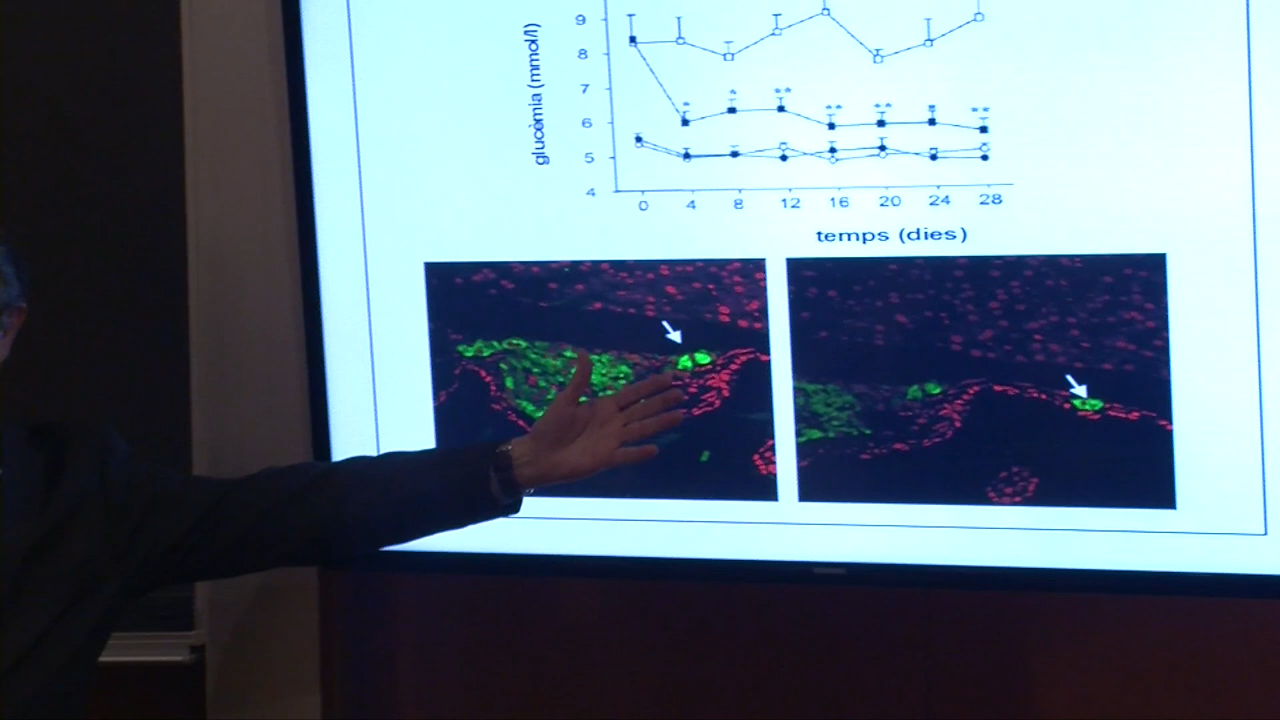 glucèmia (mmol/l)
9
8
7
6
5
4
* * ** ** ** * **
0 4 8 12 16 20 24 28
temps (dies)